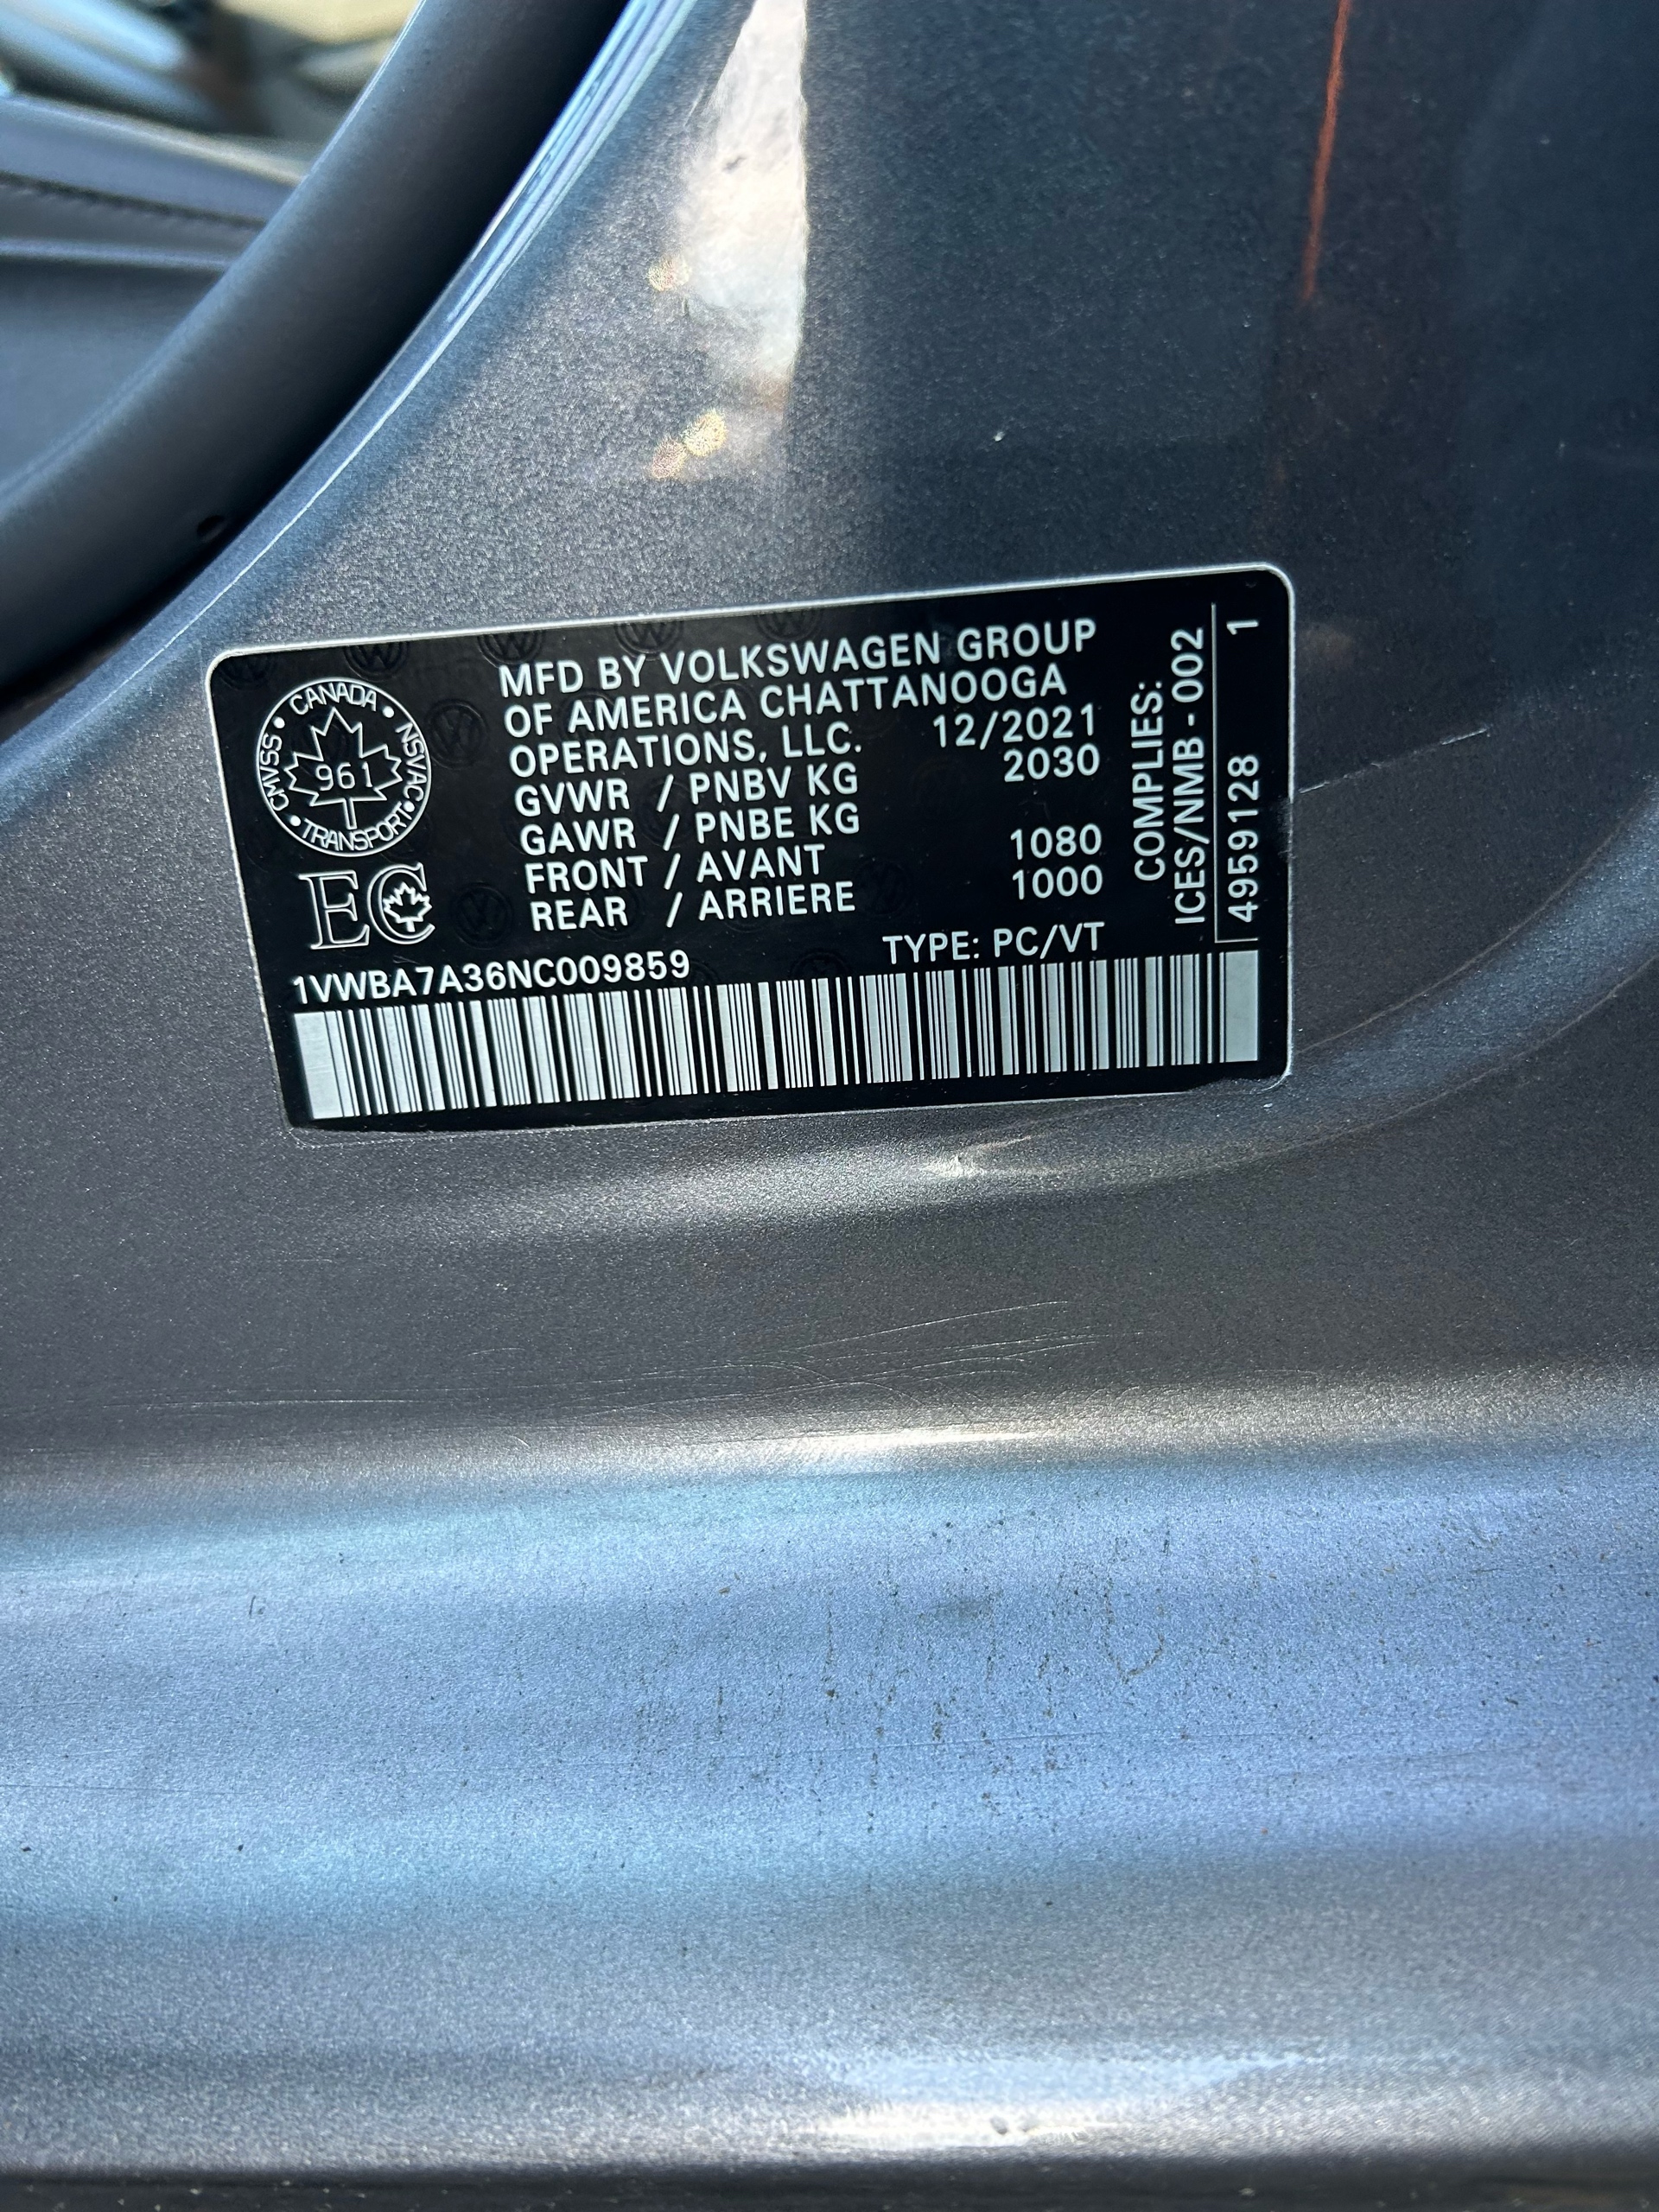 CANADA
CMVSS • NSVAC
961
• TRANSPORT •
EC
MFD BY VOLKSWAGEN GROUP
OF AMERICA CHATTANOOGA
OPERATIONS, LLC. 12/2021
GVWR / PNBV KG 2030
GAWR / PNBE KG
FRONT / AVANT 1080
REAR / ARRIERE 1000
1VWBA7A36NC009859 TYPE: PC/VT
COMPLIES:
ICES/NMB - 002
4959128 1